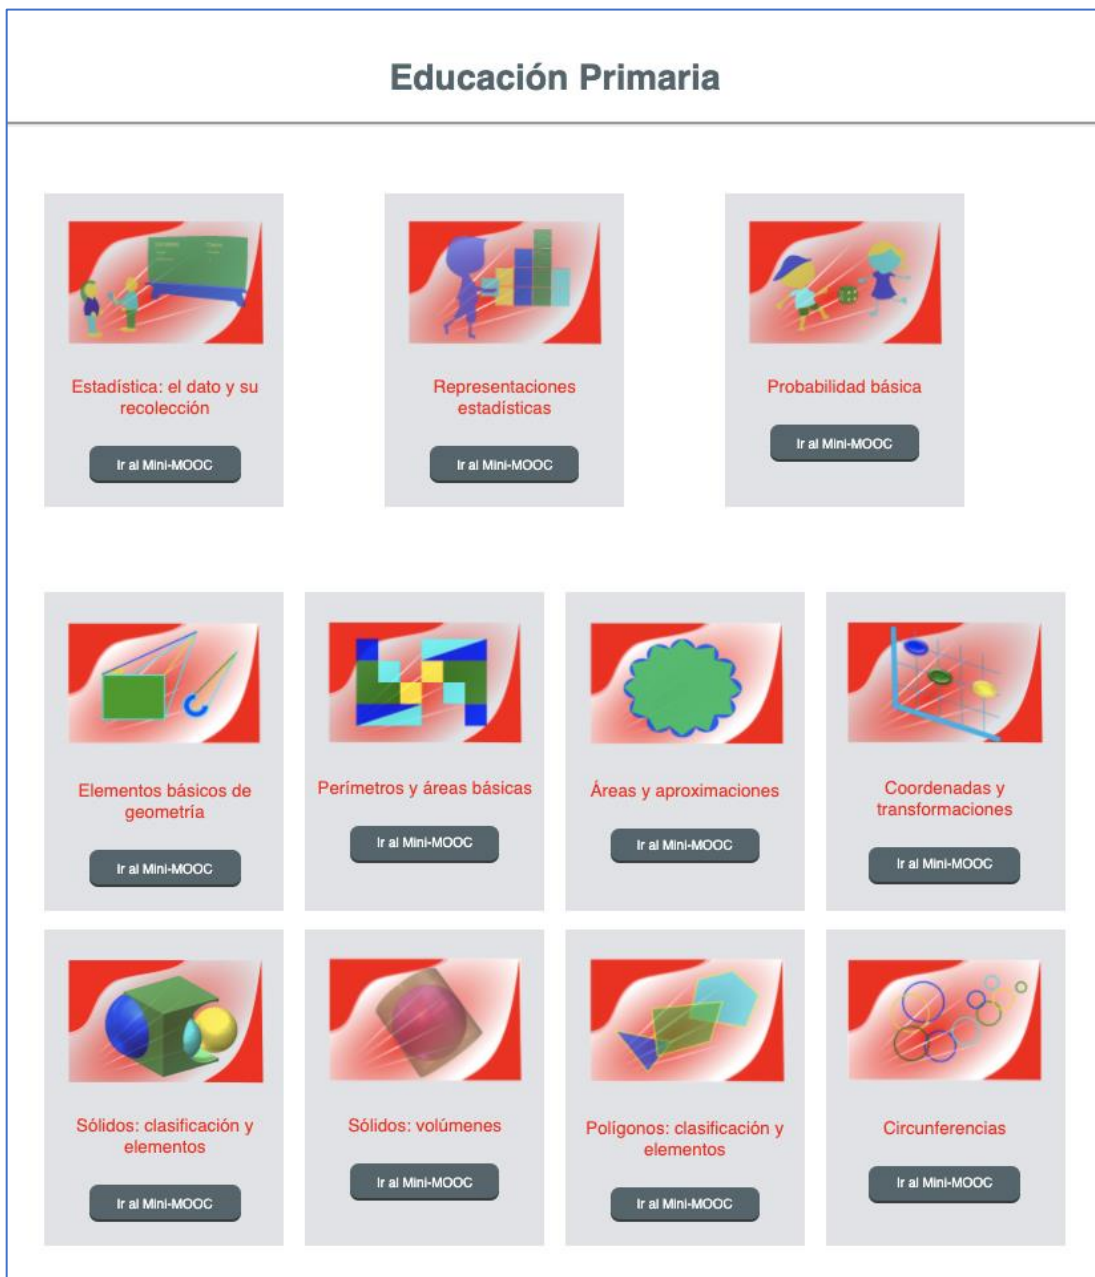 Educación Primaria
Estadística: el dato y su
recolección
Ir al Mini-MOOC
Representaciones
estadísticas
Ir al Mini-MOOC
Probabilidad básica
Ir al Mini-MOOC
Elementos básicos de
geometría
Ir al Mini-MOOC
Perímetros y áreas básicas
Ir al Mini-MOOC
Áreas y aproximaciones
Ir al Mini-MOOC
Coordenadas y
transformaciones
Ir al Mini-MOOC
Sólidos: clasificación y
elementos
Ir al Mini-MOOC
Sólidos: volúmenes
Ir al Mini-MOOC
Polígonos: clasificación y
elementos
Ir al Mini-MOOC
Circunferencias
Ir al Mini-MOOC